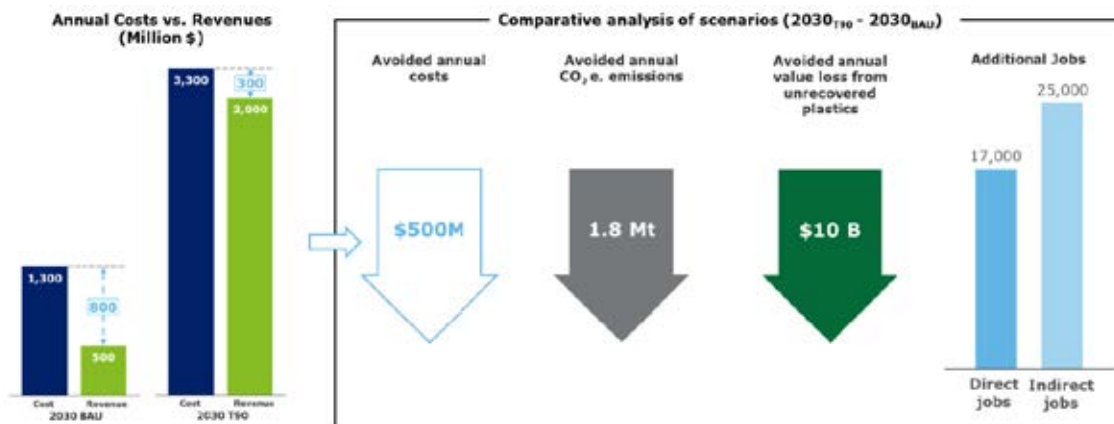 Annual Costs vs. Revenues
(Million $)
3,300
300
3,000
1,300
800
500
Cost
Revenue
2030 BAU
Cost
Revenue
2030 T90
Comparative analysis of scenarios (2030T90 - 2030BAU)
Avoided annual
costs
$500M
Avoided annual
CO₂e. emissions
1.8 Mt
Avoided annual
value loss from
unrecovered
plastics
$10 B
Additional Jobs
25,000
17,000
Direct
jobs
Indirect
jobs